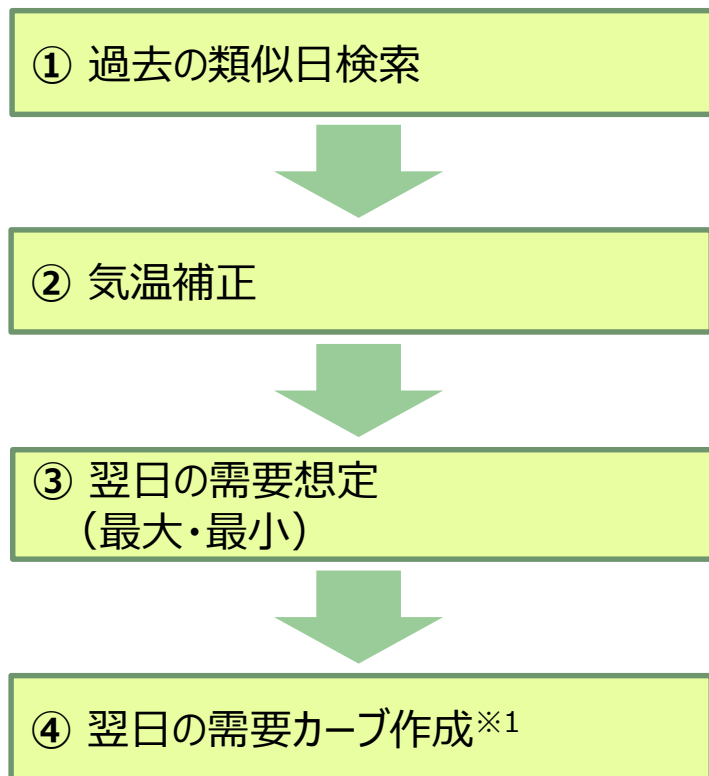 ① 過去の類似日検索
② 気温補正
③ 翌日の需要想定
（最大・最小）
④ 翌日の需要カーブ作成※1